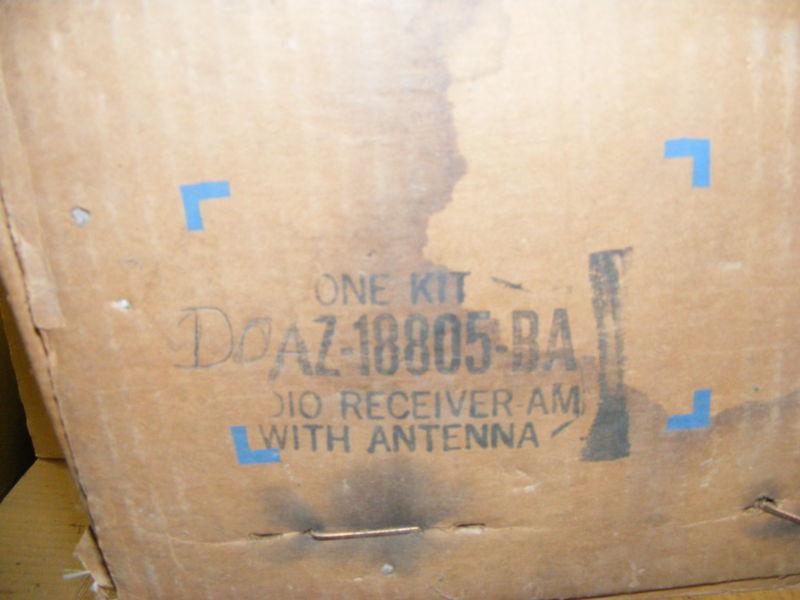 ONE KIT
DOAZ-18805-BA
DIO RECEIVER-AM
WITH ANTENNA